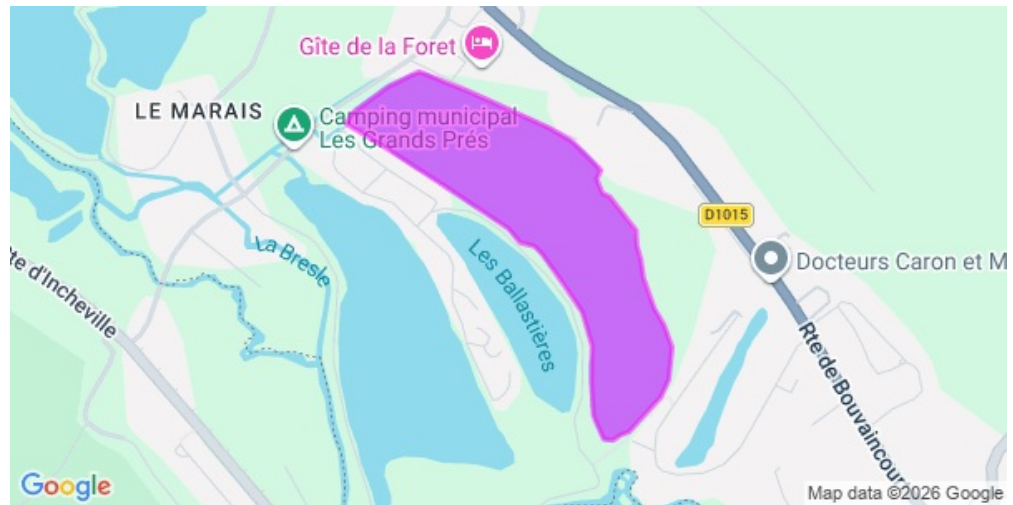 Gîte de la Foret
LE MARAIS
Camping municipal
Les Grands Prés
D1015
La Bresle
Les Ballastières
Docteurs Caron et M
te d'Incheville
Rte de Bouvaincour
Google
Map data ©2026 Google